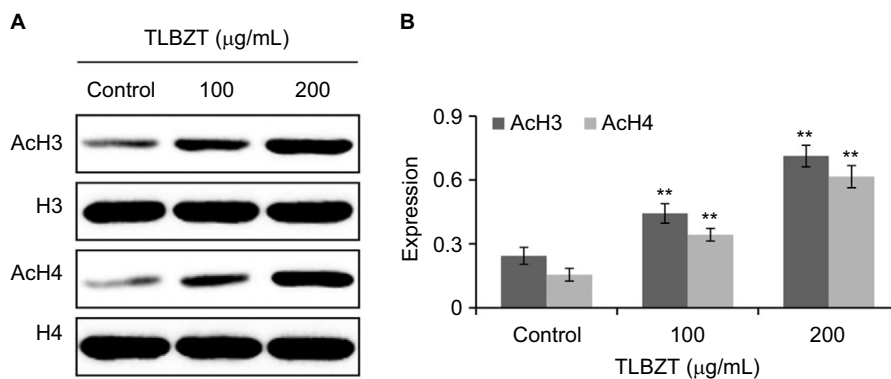 A
TLBZT (μg/mL)
Control 100 200
AcH3
H3
AcH4
H4
B
AcH3 AcH4
Expression
0.9
0.6
0.3
0
** ** ** **
Control 100 200
TLBZT (μg/mL)